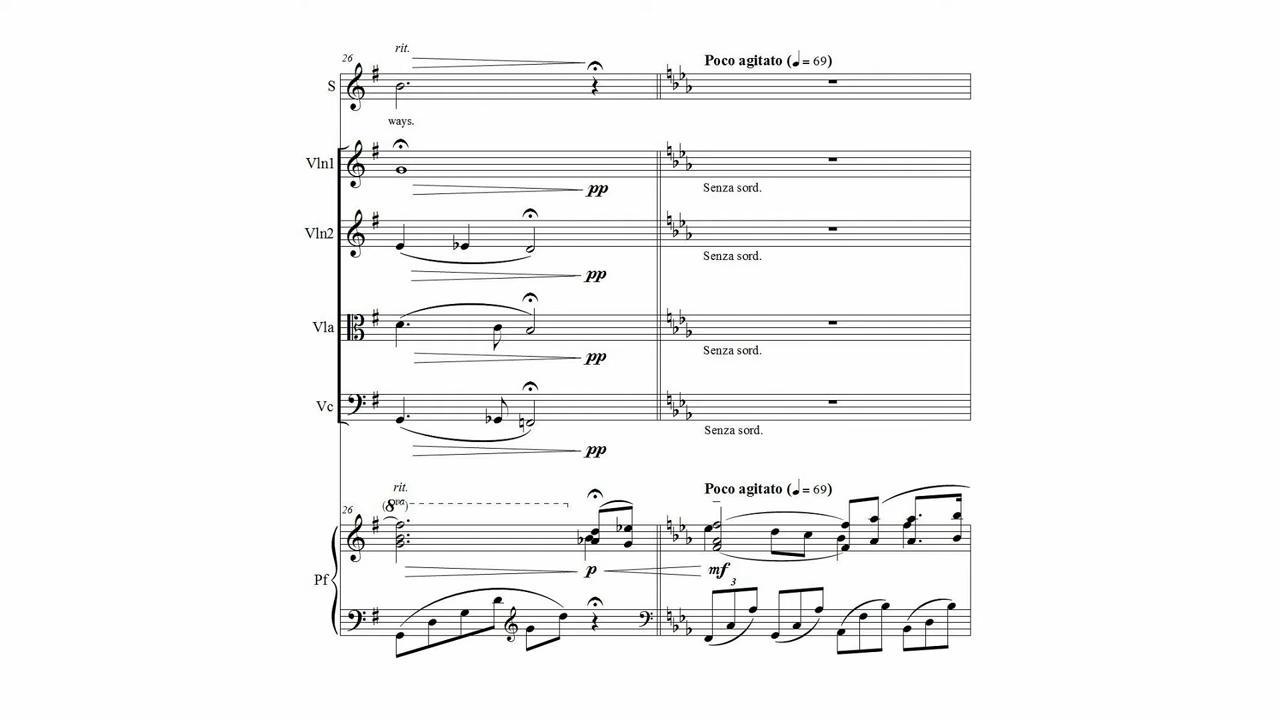 rit.
26
Poco agitato (♩= 69)
S
ways.
Vln1
pp
Senza sord.
Vln2
pp
Senza sord.
Vla
pp
Senza sord.
Vc
pp
Senza sord.
rit.
Poco agitato (♩= 69)
(8va)
26
Pf
p
mf
3